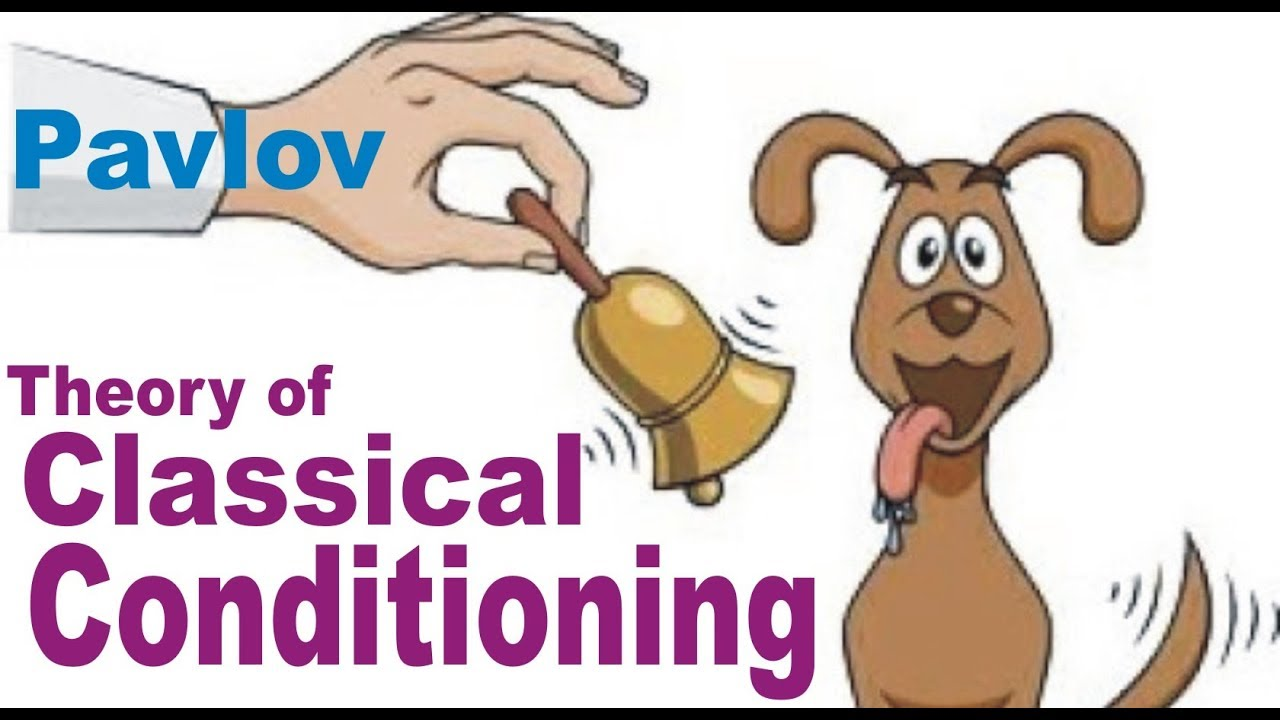 Pavlov
Theory of
Classical
Conditioning